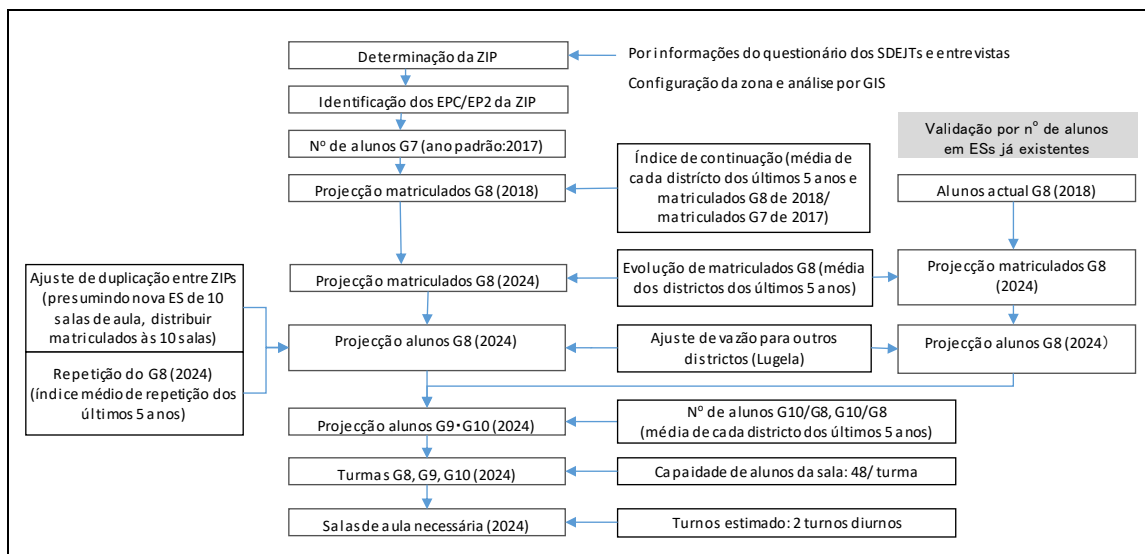 Determinação da ZIP
Por informações do questionário dos SDEJTs e entrevistas
Configuração da zona e análise por GIS
Identificação dos EPC/EP2 da ZIP
Validação por n° de alunos
em ESs já existentes
Nº de alunos G7 (ano padrão:2017)
Índice de continuação (média de
cada distrícto dos últimos 5 anos e
matriculados G8 de 2018/
matriculados G7 de 2017)
Projecção matriculados G8 (2018)
Alunos actual G8 (2018)
Ajuste de duplicação entre ZIPs
(presumindo nova ES de 10
salas de aula, distribuir
matriculados às 10 salas)
Projecção matriculados G8 (2024)
Evolução de matriculados G8 (média
dos districtos dos últimos 5 anos)
Projecção matriculados G8
(2024)
Repetição do G8 (2024)
(índice médio de repetição dos
últimos 5 anos)
Projecção alunos G8 (2024)
Ajuste de vazão para outros
districtos (Lugela)
Projecção alunos G8 (2024)
Projecção alunos G9・G10 (2024)
Nº de alunos G10/G8, G10/G8
(média de cada districto dos últimos 5 anos)
Turmas G8, G9, G10 (2024)
Capaidade de alunos da sala: 48/ turma
Salas de aula necessária (2024)
Turnos estimado: 2 turnos diurnos